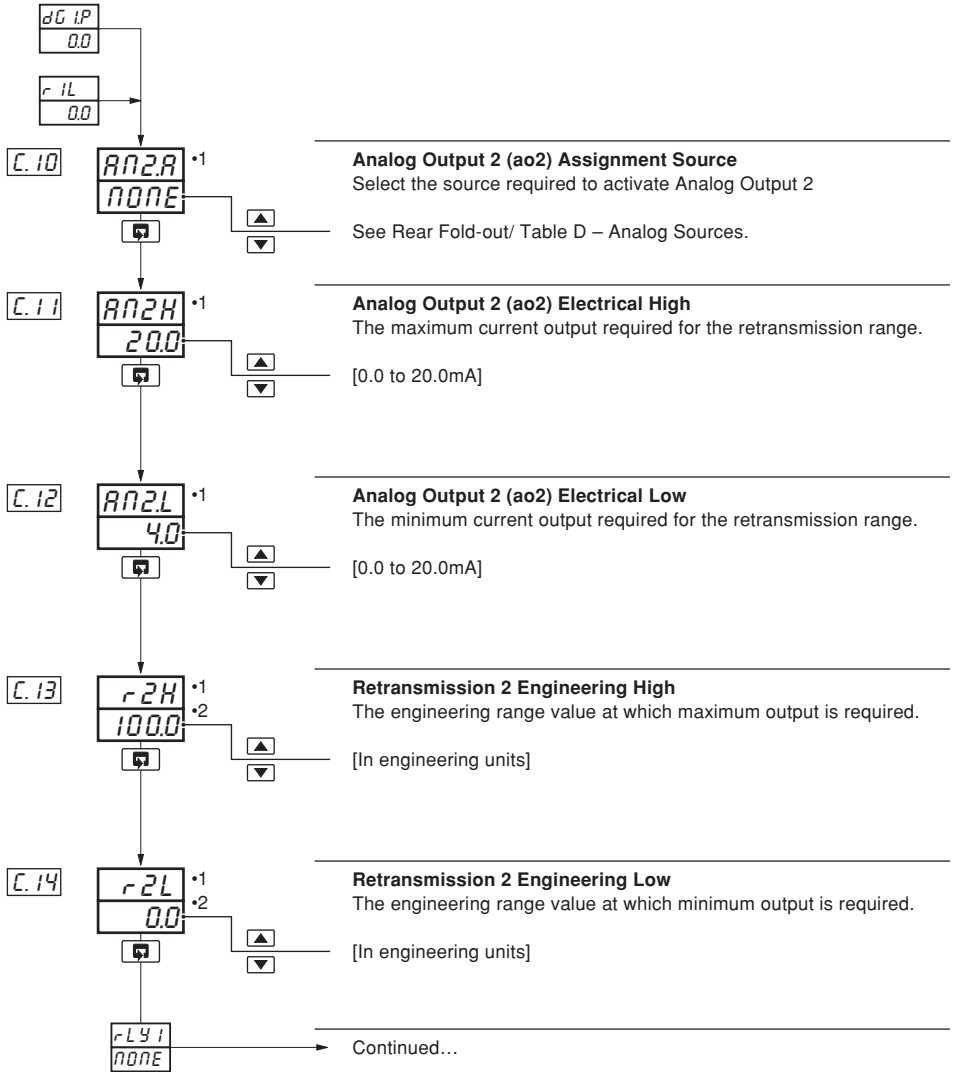 dG1.P
0.0
r1L
0.0
C.10
AN2.A •1
NONE
Analog Output 2 (ao2) Assignment Source
Select the source required to activate Analog Output 2
See Rear Fold-out/ Table D – Analog Sources.
C.11
AN2H •1
20.0
Analog Output 2 (ao2) Electrical High
The maximum current output required for the retransmission range.
[0.0 to 20.0mA]
C.12
AN2.L •1
4.0
Analog Output 2 (ao2) Electrical Low
The minimum current output required for the retransmission range.
[0.0 to 20.0mA]
C.13
r2H •1
100.0 •2
Retransmission 2 Engineering High
The engineering range value at which maximum output is required.
[In engineering units]
C.14
r2L •1
0.0 •2
Retransmission 2 Engineering Low
The engineering range value at which minimum output is required.
[In engineering units]
rLY1
NONE
Continued…